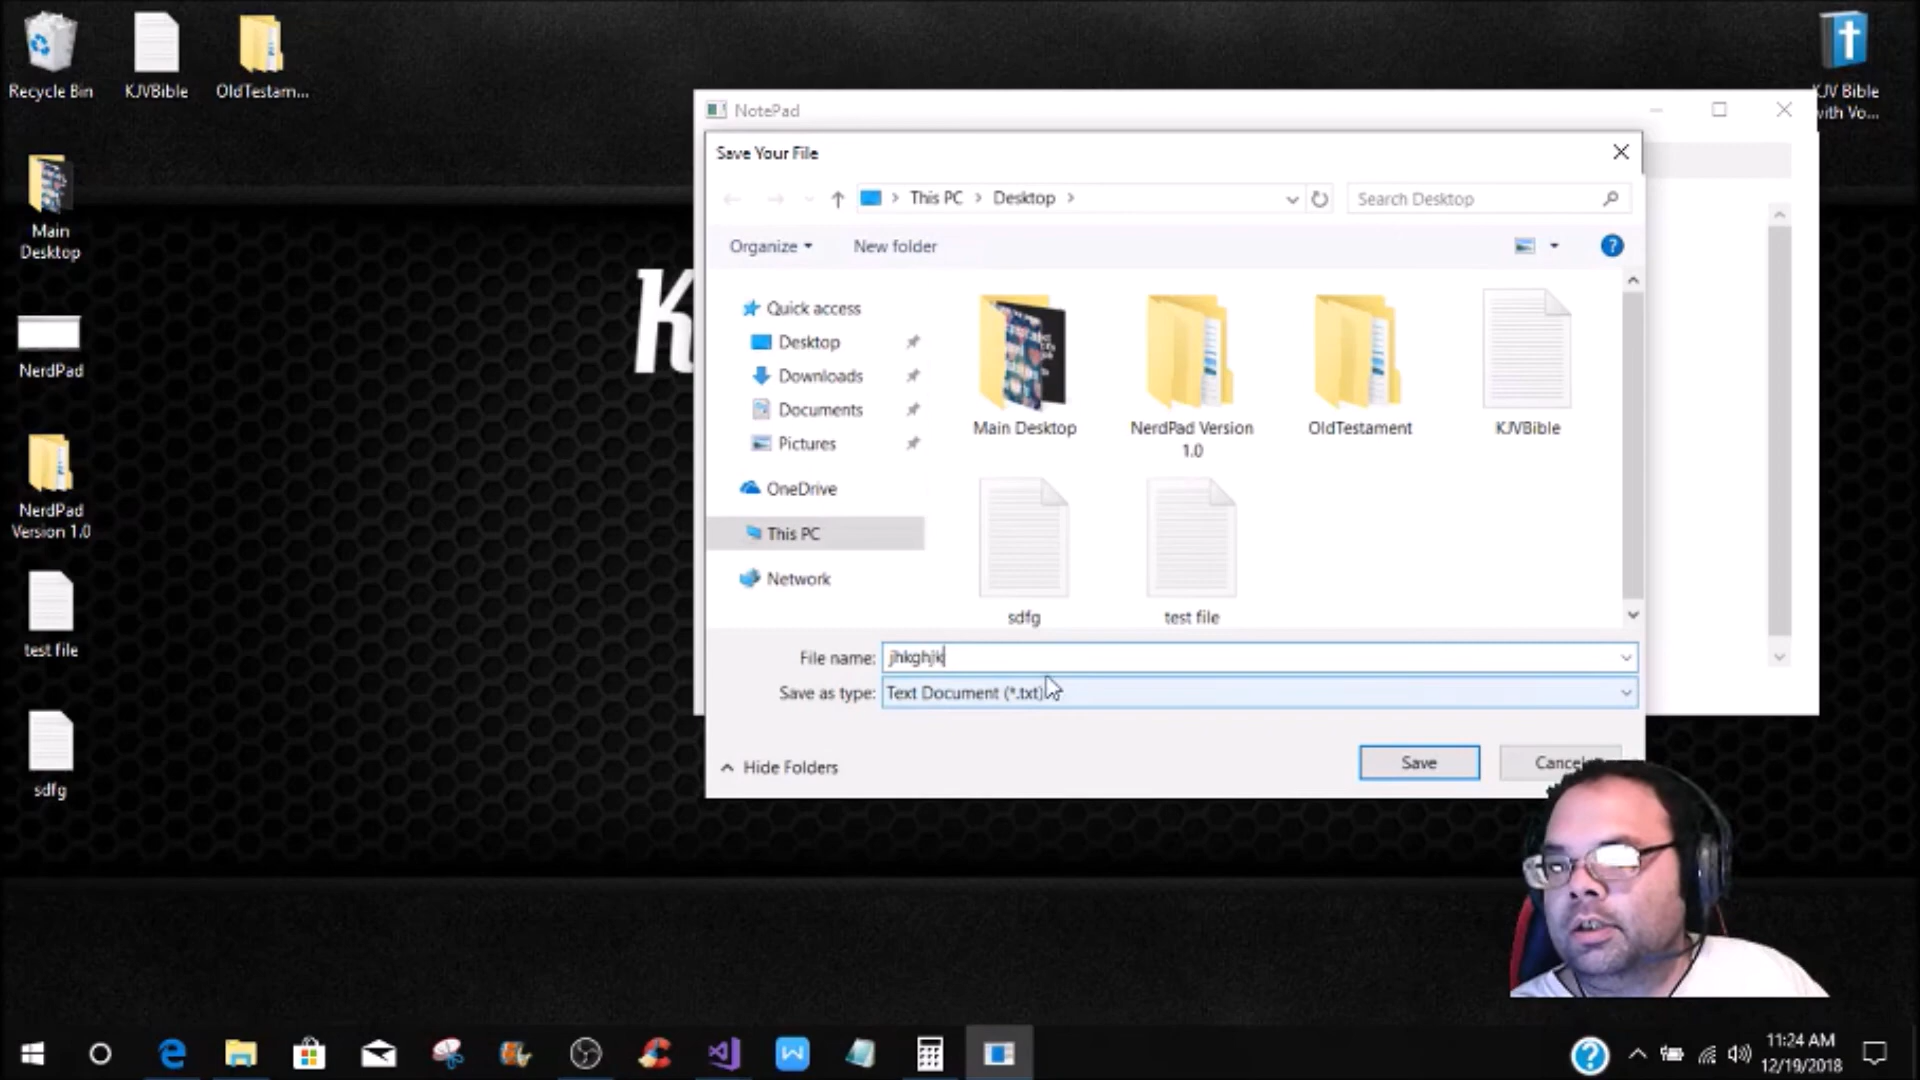 Recycle Bin
KJVBible
OldTestam...
KJV Bible
with Vo...
Main
Desktop
NerdPad
NerdPad
Version 1.0
test file
sdfg
K
NotePad
Save Your File
This PC
Desktop
Search Desktop
Organize
New folder
Quick access
Desktop
Downloads
Documents
Pictures
OneDrive
This PC
Network
Main Desktop
NerdPad Version
1.0
OldTestament
KJVBible
sdfg
test file
File name: jhkghjk
Save as type: Text Document (*.txt)
Hide Folders
Save
Cancel
11:24 AM
12/19/2018